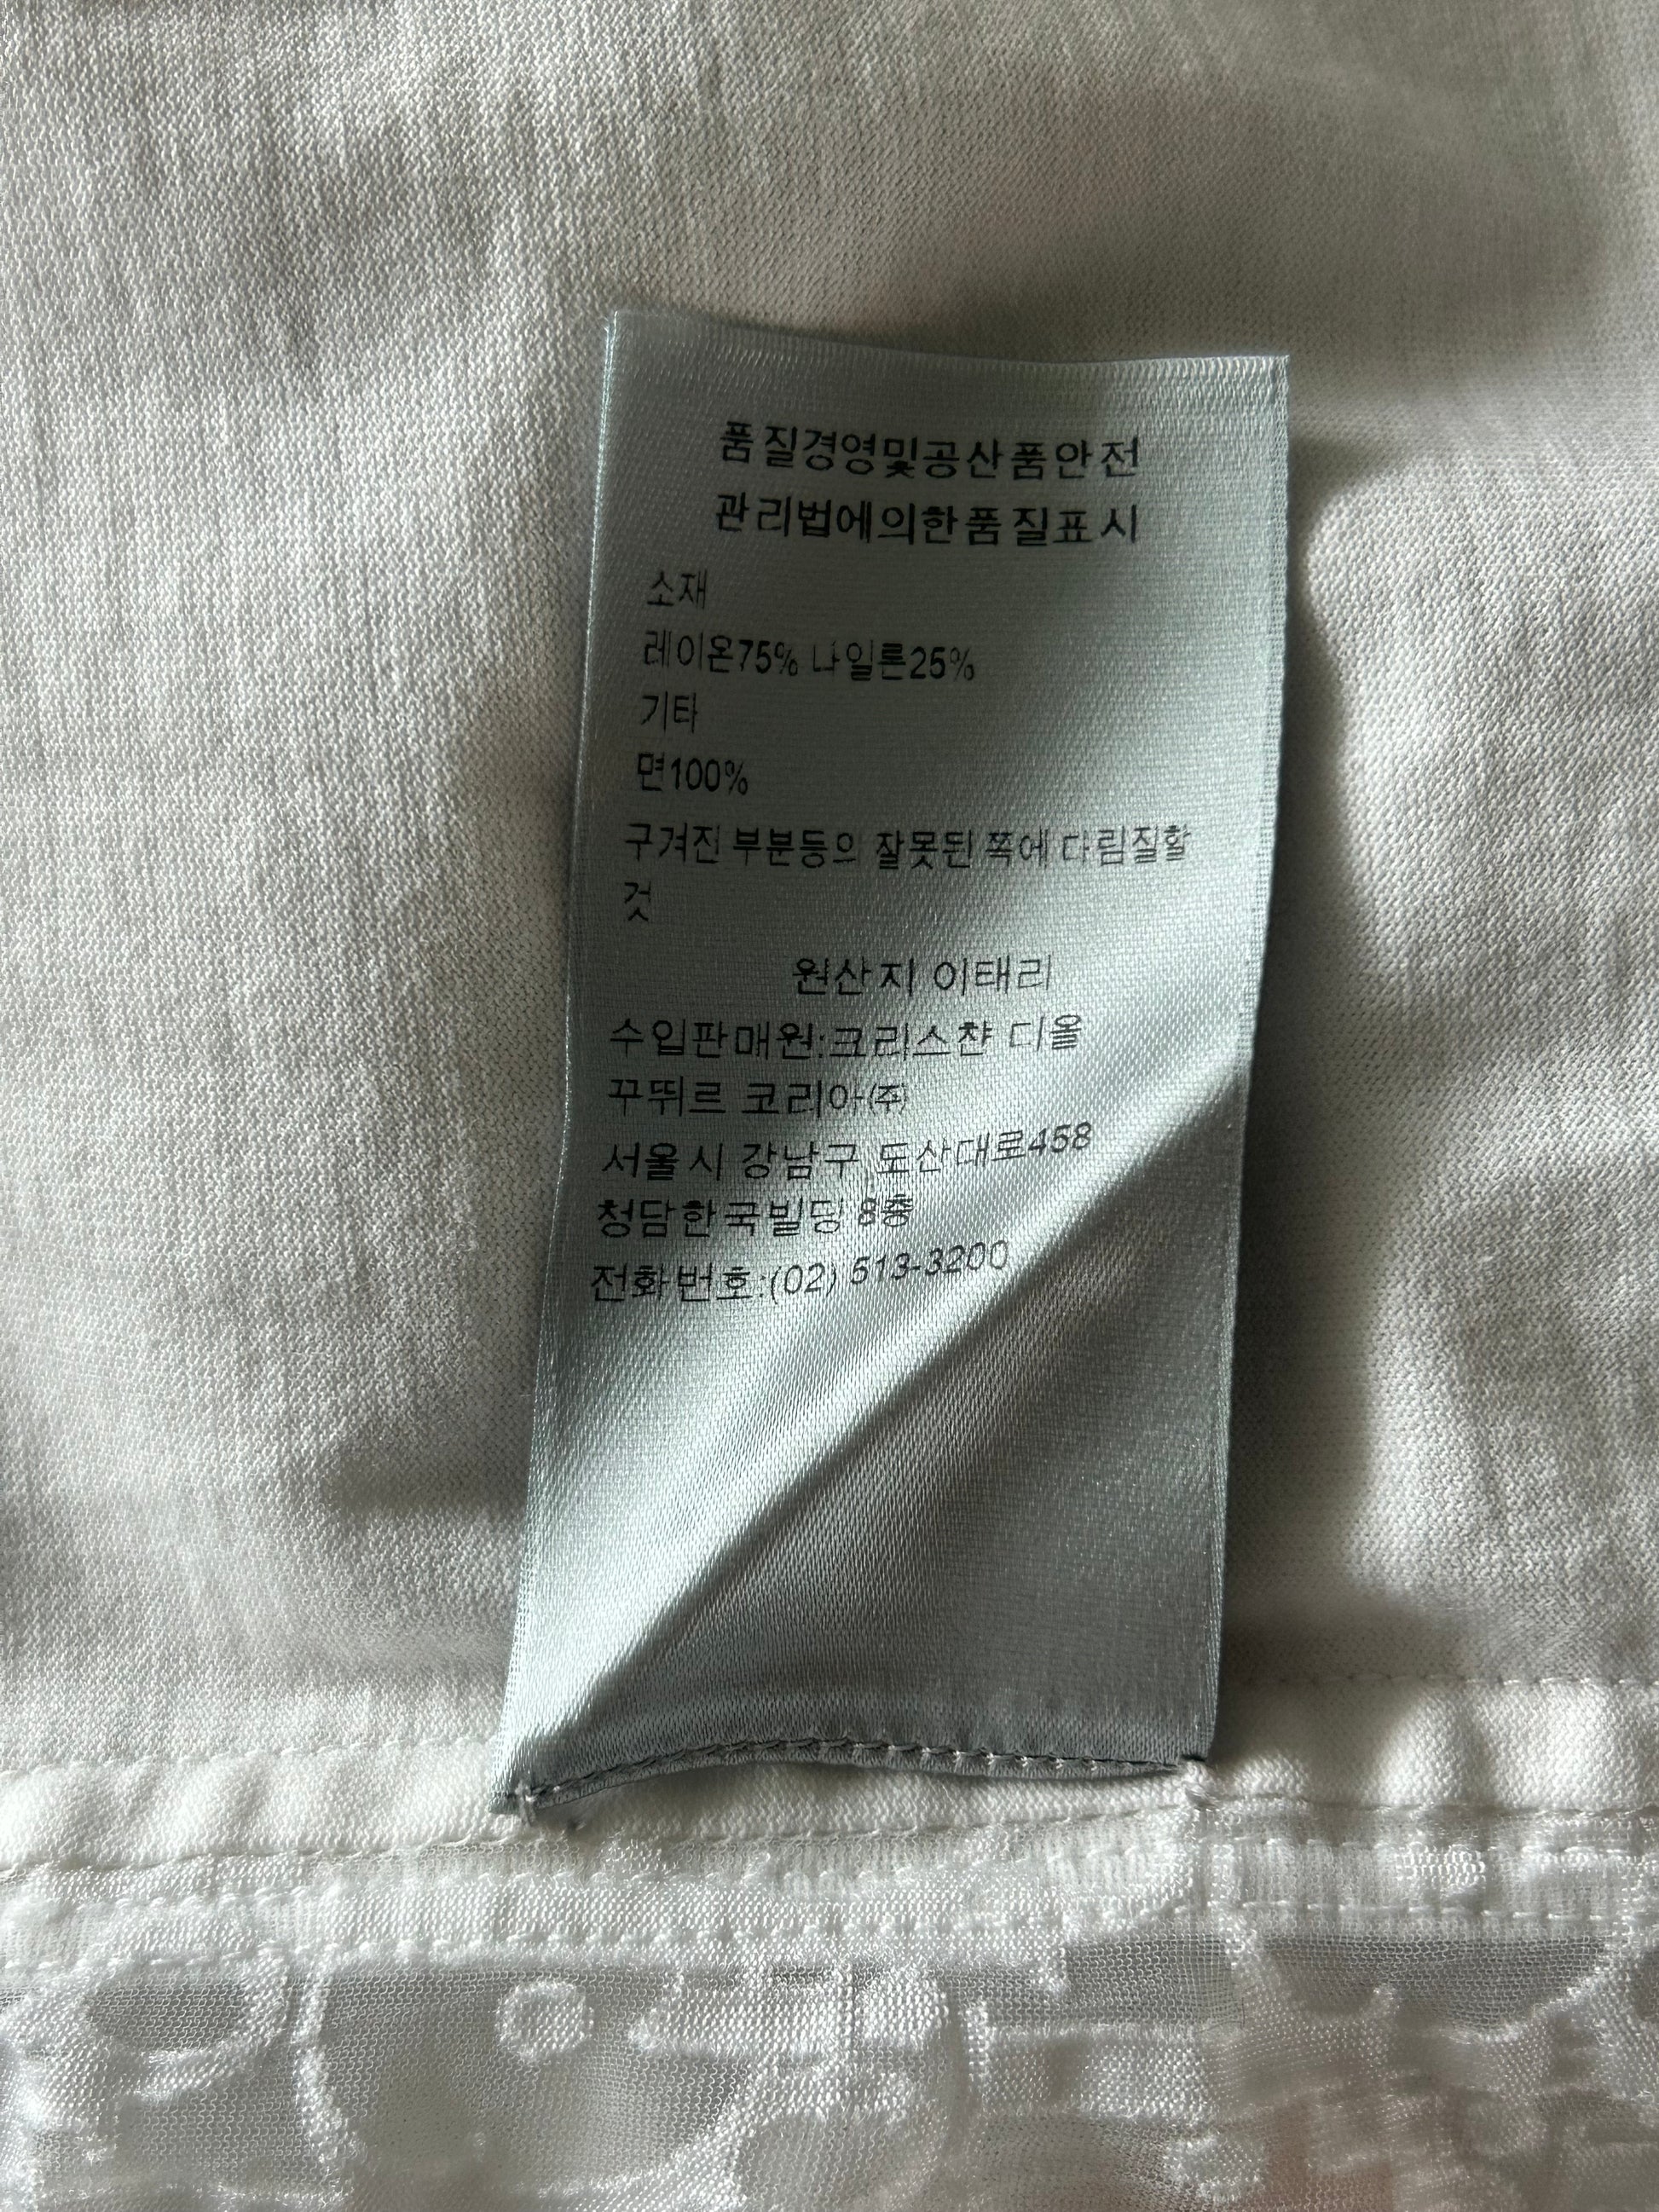 품질경영및공산품안전
관리법에의한품질표시
소재
레이온75% 나일론25%
기타
면100%
구겨진 부분등의 잘못된 쪽에 다림질할
것
원산지 이태리
수입판매원:크리스챤 디올
꾸뛰르 코리아㈜
서울시 강남구 도산대로458
청담한국빌딩 8층
전화번호:(02) 513-3200